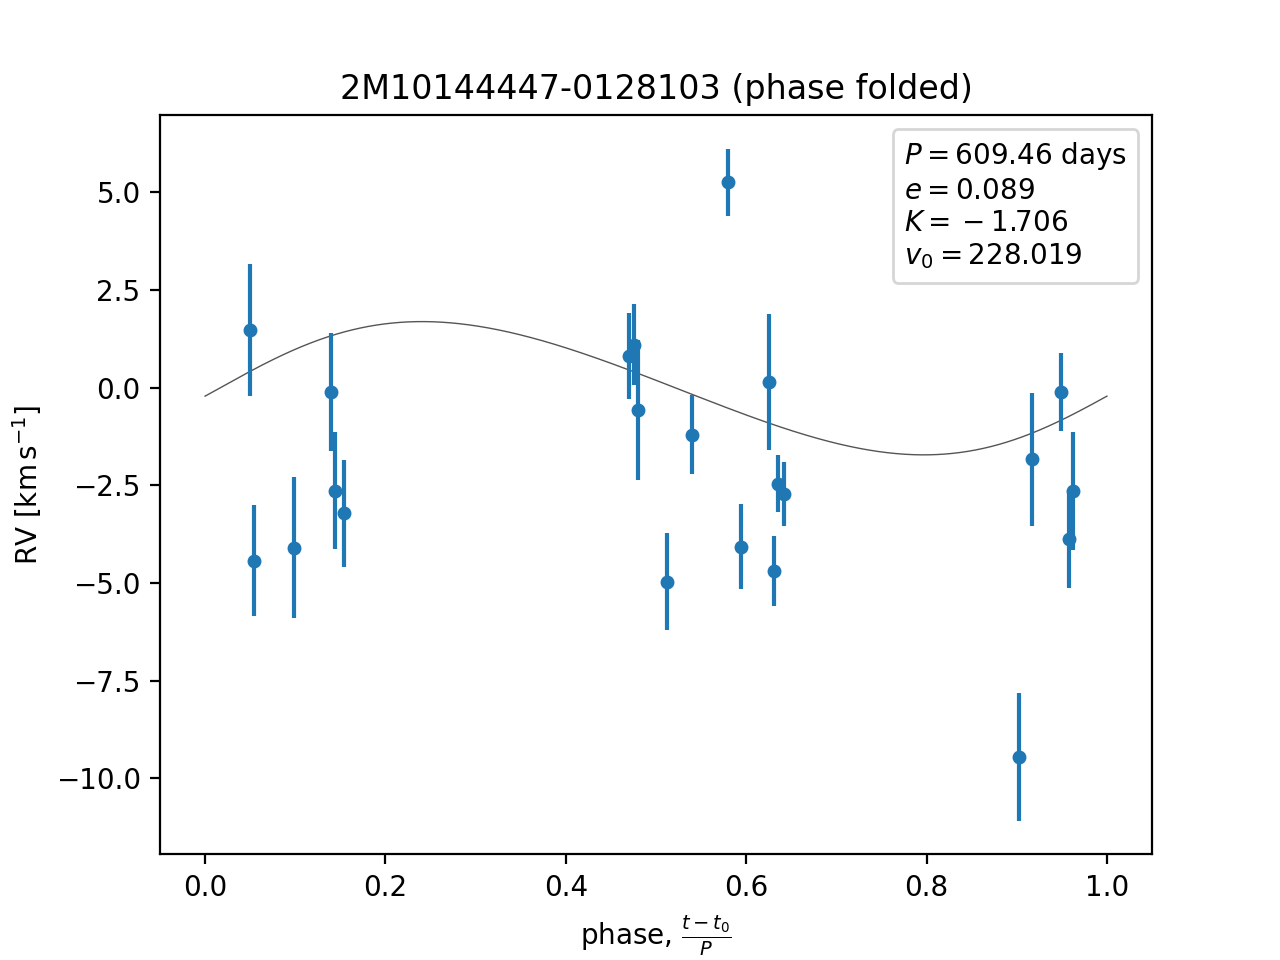 2M10144447-0128103 (phase folded)
P = 609.46 days
e = 0.089
K = −1.706
v₀ = 228.019
RV [km s⁻¹]
5.0
2.5
0.0
−2.5
−5.0
−7.5
−10.0
0.0 0.2 0.4 0.6 0.8 1.0
phase, (t − t₀)/P